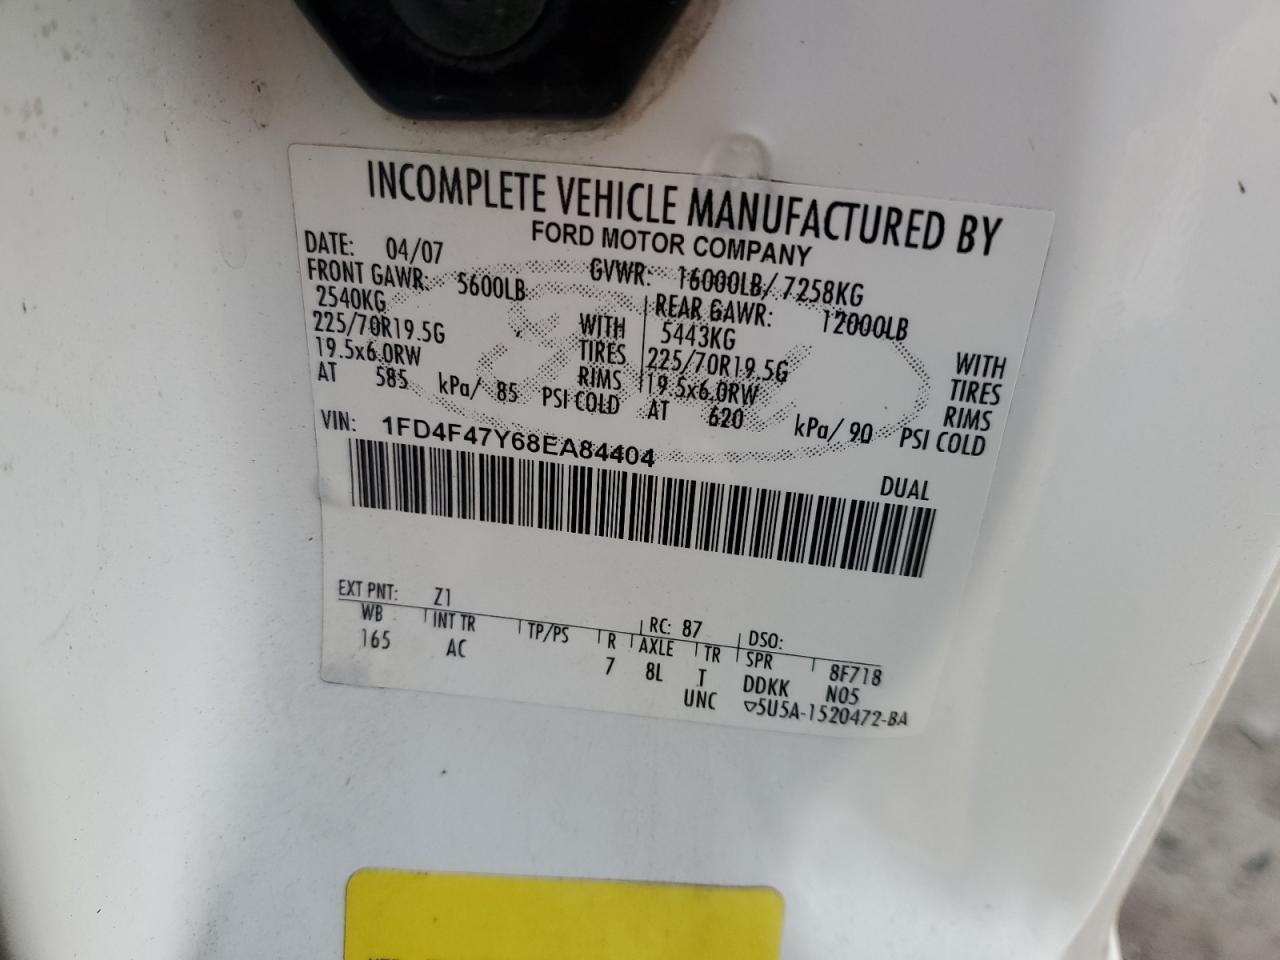 INCOMPLETE VEHICLE MANUFACTURED BY
FORD MOTOR COMPANY
DATE: 04/07 GVWR: 16000LB/ 7258KG
FRONT GAWR: 5600LB REAR GAWR: 12000LB
2540KG WITH 5443KG WITH
225/70R19.5G TIRES 225/70R19.5G TIRES
19.5x6.0RW RIMS 19.5x6.0RW RIMS
AT 585 kPa/ 85 PSI COLD AT 620 kPa/ 90 PSI COLD
VIN: 1FD4F47Y68EA84404
DUAL
EXT PNT: Z1 RC: 87 DSO:
WB INT TR TP/PS R AXLE TR SPR 8F718
165 AC 7 8L T DDKK N05
UNC ▽5U5A-1520472-BA